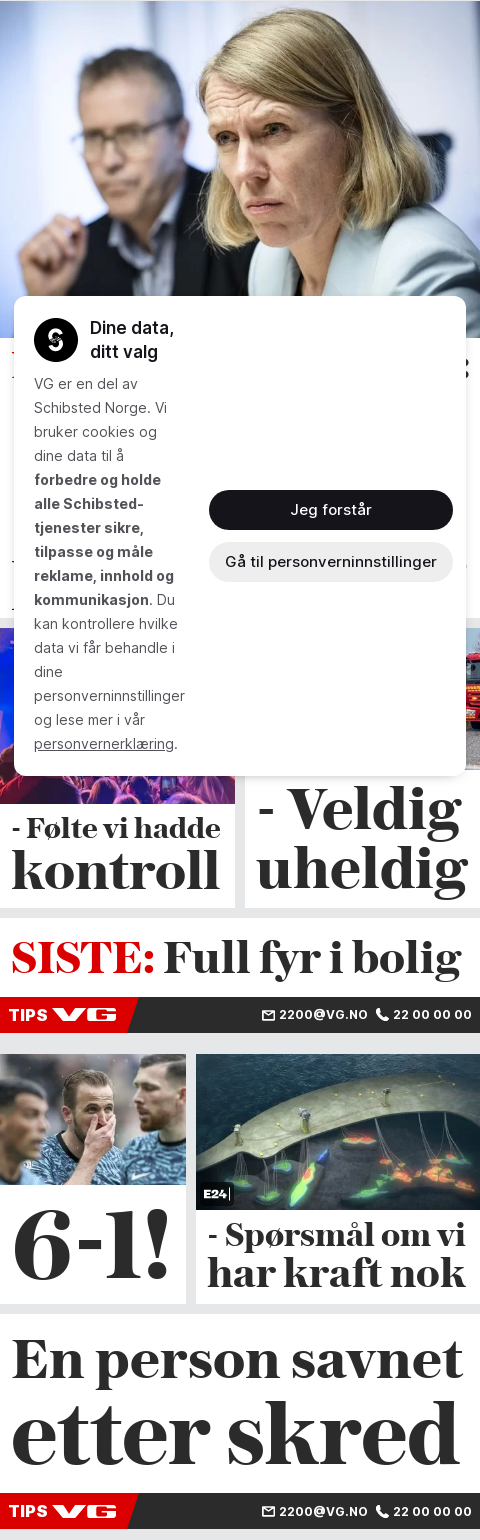 Dine data,
ditt valg
VG er en del av
Schibsted Norge. Vi
bruker cookies og
dine data til å
forbedre og holde
alle Schibsted-
tjenester sikre,
tilpasse og måle
reklame, innhold og
kommunikasjon. Du
kan kontrollere hvilke
data vi får behandle i
dine
personverninnstillinger
og lese mer i vår
personvernerklæring.
Jeg forstår
Gå til personverninnstillinger
- Følte vi hadde
kontroll
- Veldig
uheldig
SISTE: Full fyr i bolig
TIPS VG 2200@VG.NO 22 00 00 00
E24
6-1!
- Spørsmål om vi
har kraft nok
En person savnet
etter skred
TIPS VG 2200@VG.NO 22 00 00 00